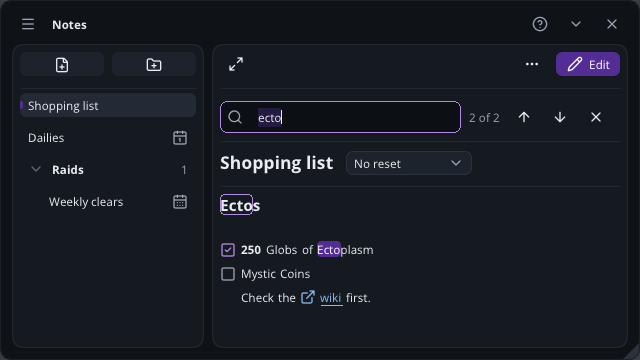 Notes
Edit
Shopping list
Dailies
Raids 1
Weekly clears
ecto 2 of 2
Shopping list No reset
Ectos
250 Globs of Ectoplasm
Mystic Coins
Check the wiki first.